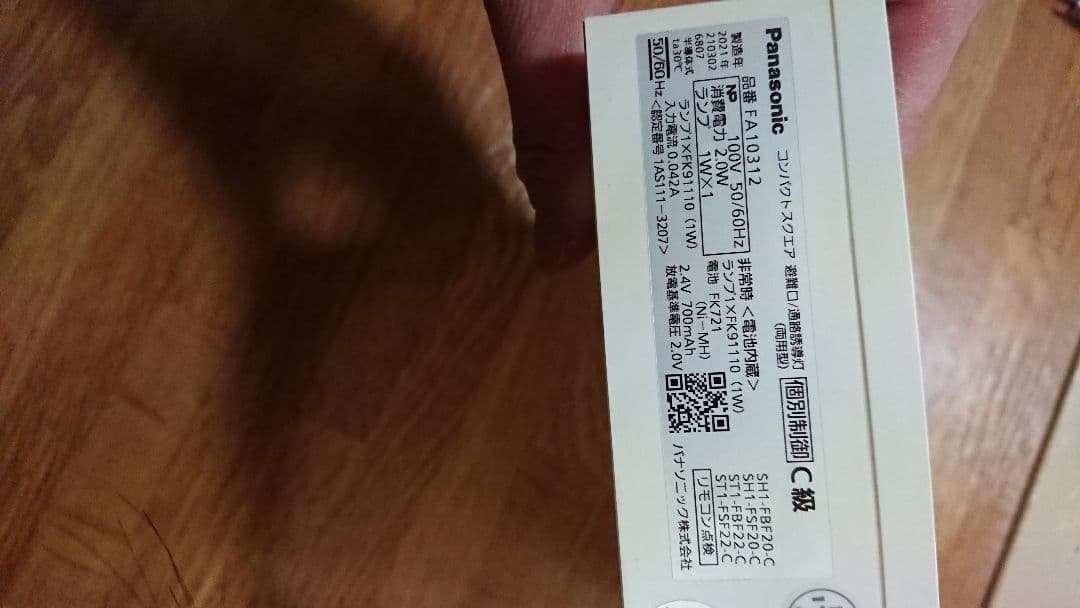 Panasonic コンパクトスクエア 避難口/通路誘導灯 (両用型) 個別制御 C級
製造年
2021年
210302
6807
半導体式
ta30℃
50/60Hz
品番 FA10312
NP 100V 50/60Hz
消費電力 2.0W
ランプ 1W×1
ランプ1×FK91110 (1W)
入力電流 0.042A
<認定番号 1AS111-3207>
非常時 <電池内蔵>
ランプ1×FK91110 (1W)
電池 FK721
(Ni-MH)
2.4V 700mAh
放電基準電圧 2.0V
SH1-FBF20-C
SH1-FSF20-C
ST1-FBF22-C
ST1-FSF22-C
リモコン点検
パナソニック株式会社